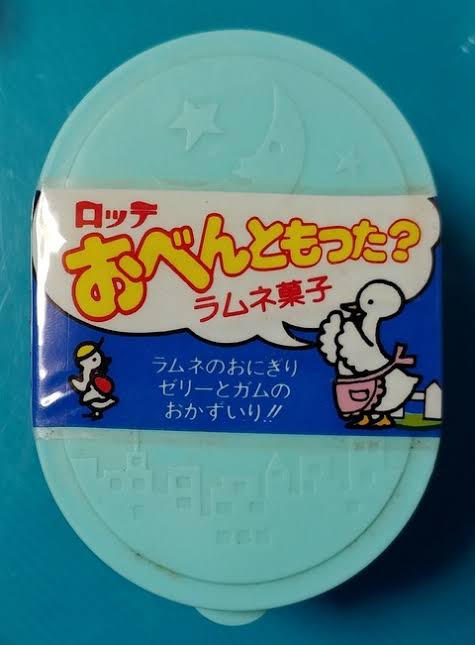 ロッテ
おべんともつた?
ラムネ菓子
ラムネのおにぎり
ゼリーとガムの
おかずいり!!